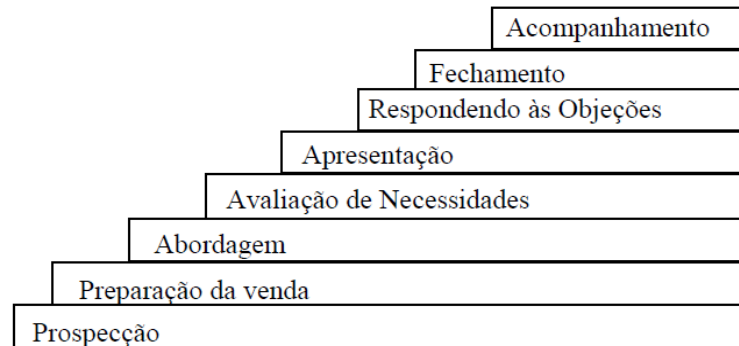 Acompanhamento
Fechamento
Respondendo às Objeções
Apresentação
Avaliação de Necessidades
Abordagem
Preparação da venda
Prospecção